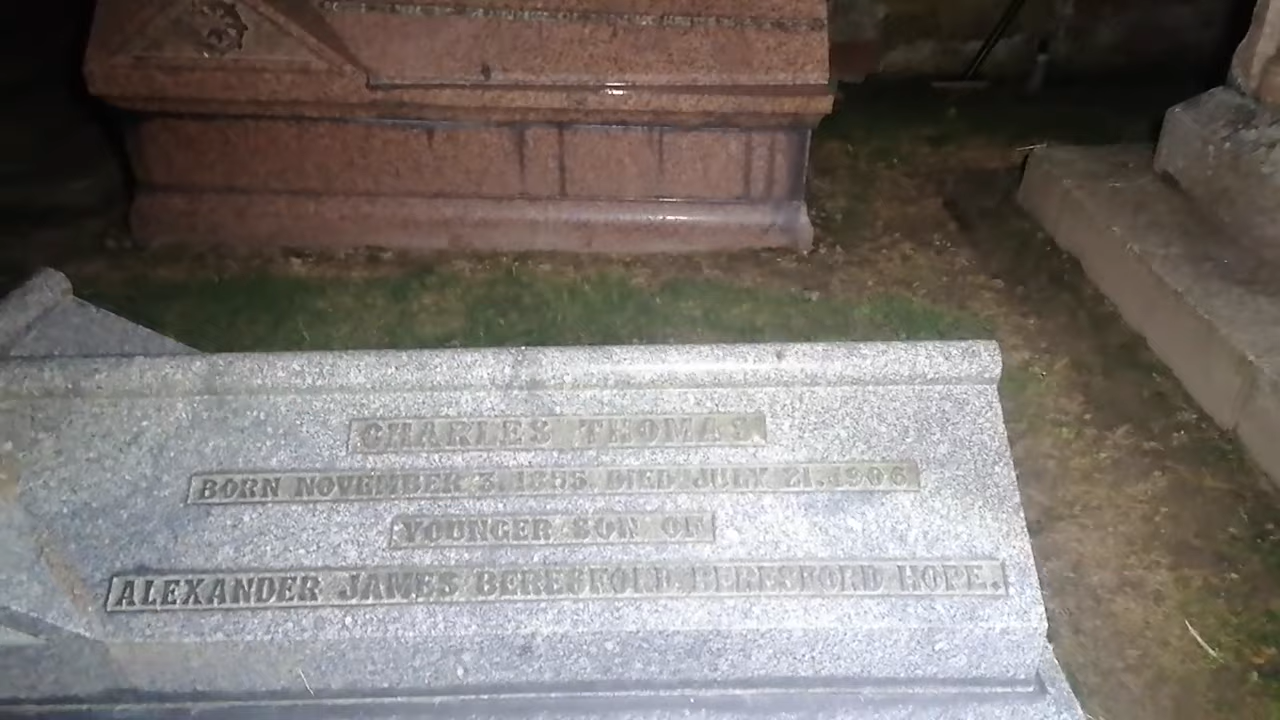 CHARLES THOMAS
BORN NOVEMBER 3. 1855. DIED JULY 21. 1906
YOUNGER SON OF
ALEXANDER JAMES BERESFORD, BERESFORD HOPE.